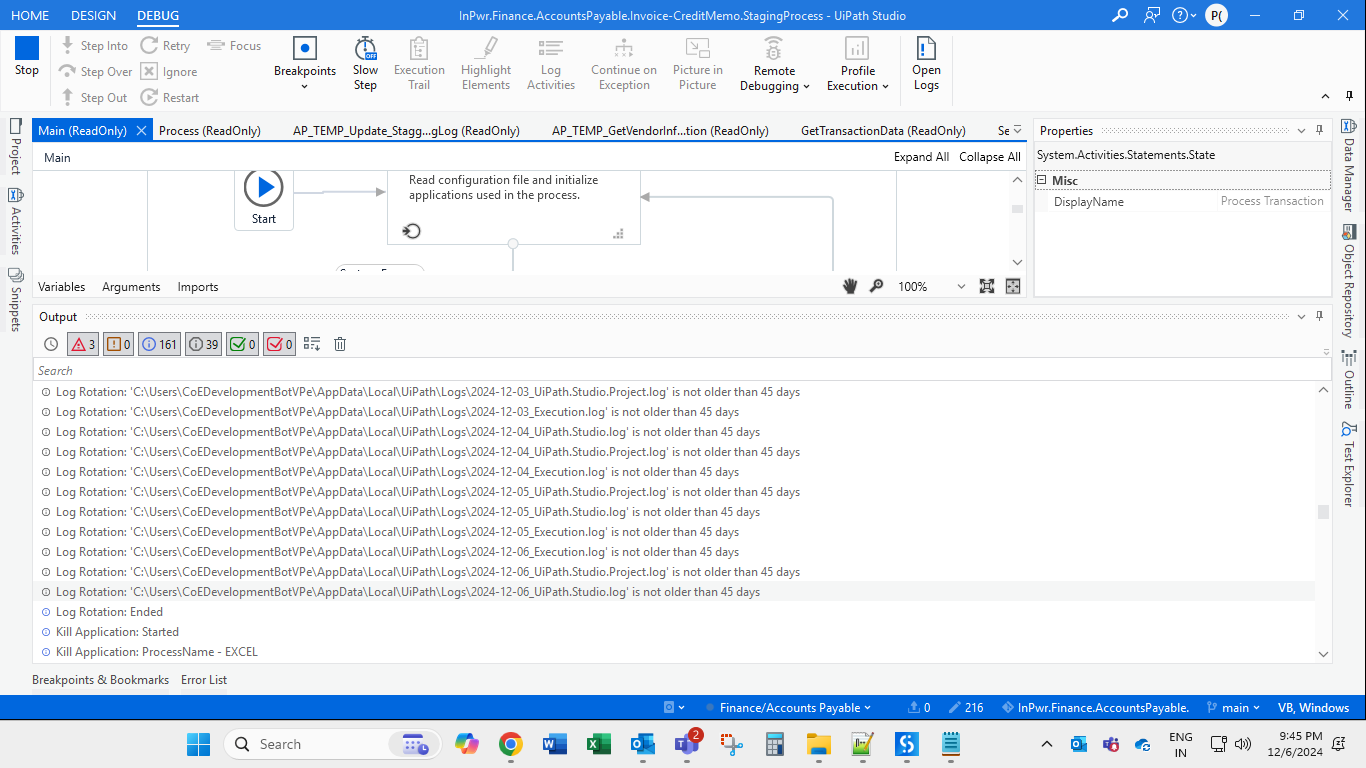 HOME DESIGN DEBUG
InPwr.Finance.AccountsPayable.Invoice-CreditMemo.StagingProcess - UiPath Studio
P(
Stop
Step Into
Step Over
Step Out
Retry
Ignore
Restart
Focus
Breakpoints
Slow
Step
OFF
Execution
Trail
Highlight
Elements
Log
Activities
Continue on
Exception
Picture in
Picture
Remote
Debugging
Profile
Execution
Open
Logs
Project
Activities
Snippets
Main (ReadOnly)
Process (ReadOnly)
AP_TEMP_Update_Stagg...gLog (ReadOnly)
AP_TEMP_GetVendorInf...tion (ReadOnly)
GetTransactionData (ReadOnly)
Se
Main
Expand All Collapse All
Start
Read configuration file and initialize
applications used in the process.
Variables Arguments Imports
100%
Properties
System.Activities.Statements.State
Misc
DisplayName Process Transaction
Data Manager
Object Repository
Outline
Test Explorer
Output
3 0 161 39 0 0
Search
Log Rotation: 'C:\Users\CoEDevelopmentBotVPe\AppData\Local\UiPath\Logs\2024-12-03_UiPath.Studio.Project.log' is not older than 45 days
Log Rotation: 'C:\Users\CoEDevelopmentBotVPe\AppData\Local\UiPath\Logs\2024-12-03_Execution.log' is not older than 45 days
Log Rotation: 'C:\Users\CoEDevelopmentBotVPe\AppData\Local\UiPath\Logs\2024-12-04_UiPath.Studio.log' is not older than 45 days
Log Rotation: 'C:\Users\CoEDevelopmentBotVPe\AppData\Local\UiPath\Logs\2024-12-04_UiPath.Studio.Project.log' is not older than 45 days
Log Rotation: 'C:\Users\CoEDevelopmentBotVPe\AppData\Local\UiPath\Logs\2024-12-04_Execution.log' is not older than 45 days
Log Rotation: 'C:\Users\CoEDevelopmentBotVPe\AppData\Local\UiPath\Logs\2024-12-05_UiPath.Studio.Project.log' is not older than 45 days
Log Rotation: 'C:\Users\CoEDevelopmentBotVPe\AppData\Local\UiPath\Logs\2024-12-05_UiPath.Studio.log' is not older than 45 days
Log Rotation: 'C:\Users\CoEDevelopmentBotVPe\AppData\Local\UiPath\Logs\2024-12-05_Execution.log' is not older than 45 days
Log Rotation: 'C:\Users\CoEDevelopmentBotVPe\AppData\Local\UiPath\Logs\2024-12-06_Execution.log' is not older than 45 days
Log Rotation: 'C:\Users\CoEDevelopmentBotVPe\AppData\Local\UiPath\Logs\2024-12-06_UiPath.Studio.Project.log' is not older than 45 days
Log Rotation: 'C:\Users\CoEDevelopmentBotVPe\AppData\Local\UiPath\Logs\2024-12-06_UiPath.Studio.log' is not older than 45 days
Log Rotation: Ended
Kill Application: Started
Kill Application: ProcessName - EXCEL
Breakpoints & Bookmarks Error List
Finance/Accounts Payable 0 216 InPwr.Finance.AccountsPayable. main VB, Windows
Search
2
ENG
IN
9:45 PM
12/6/2024